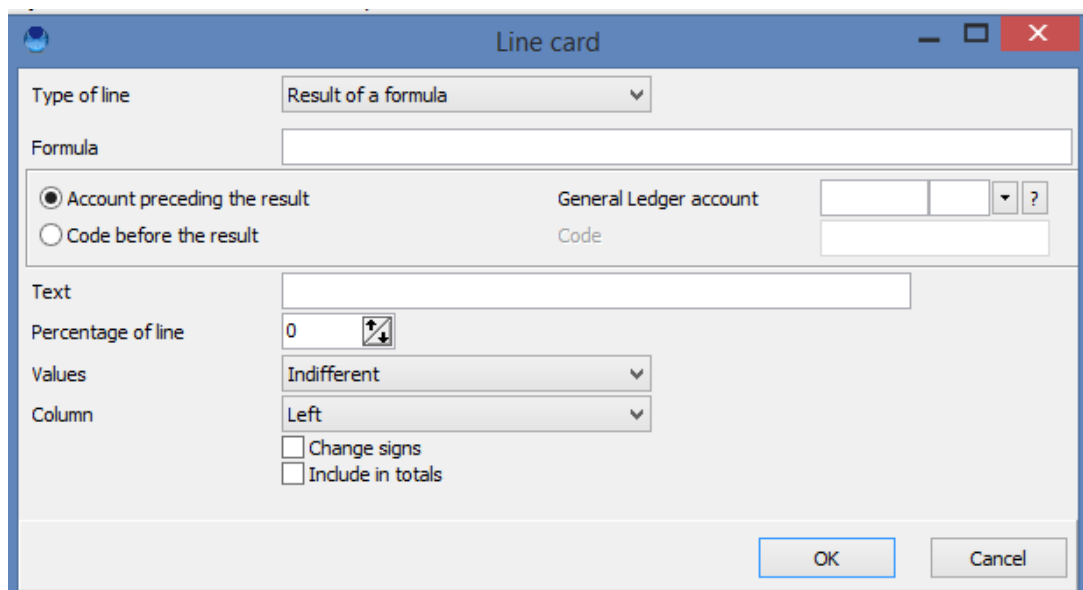 Line card
Type of line Result of a formula
Formula
Account preceding the result General Ledger account ?
Code before the result Code
Text
Percentage of line 0
Values Indifferent
Column Left
Change signs
Include in totals
OK Cancel